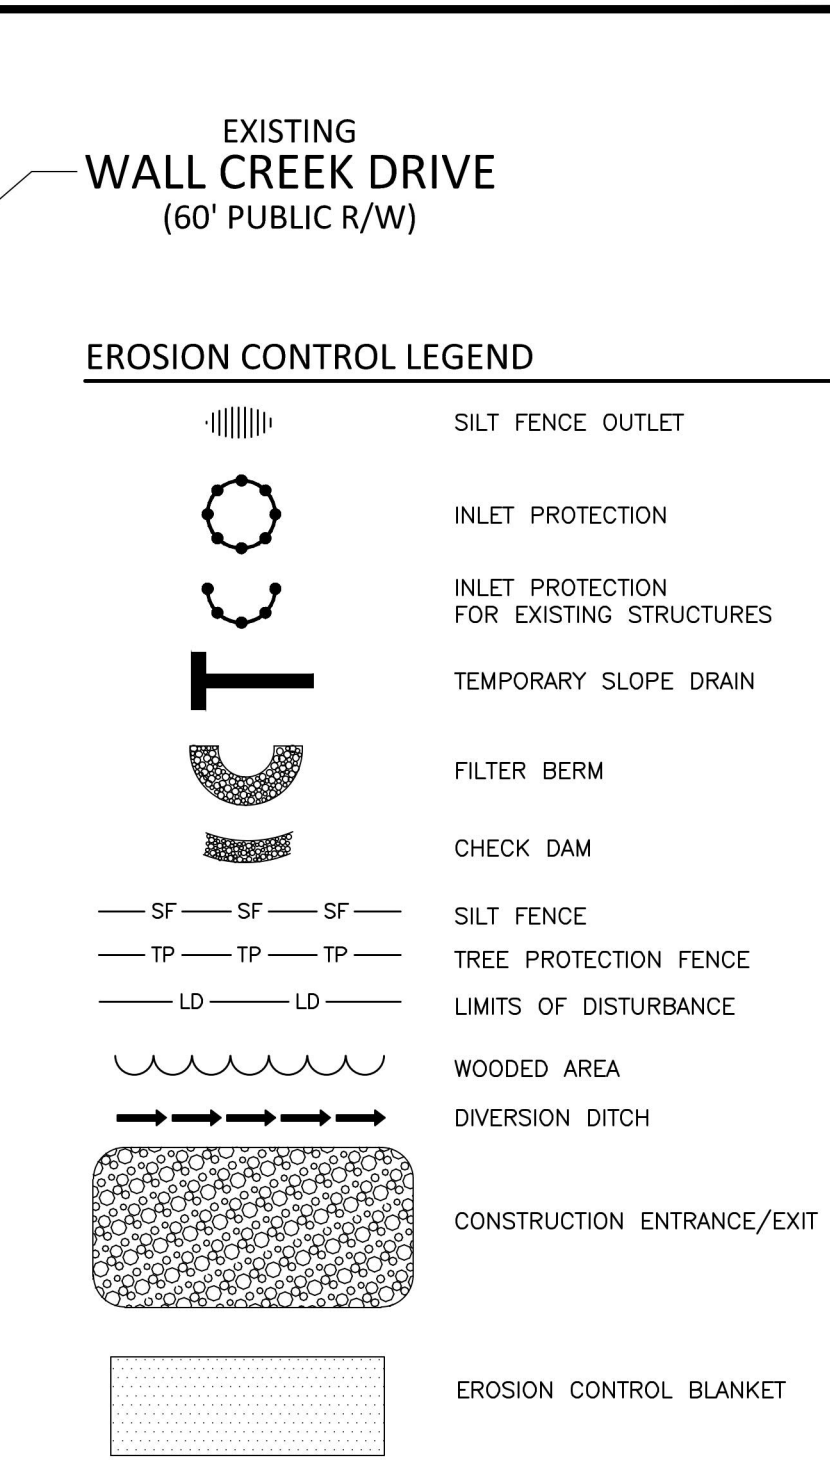 EXISTING
WALL CREEK DRIVE
(60' PUBLIC R/W)
EROSION CONTROL LEGEND
SILT FENCE OUTLET
INLET PROTECTION
INLET PROTECTION
FOR EXISTING STRUCTURES
TEMPORARY SLOPE DRAIN
FILTER BERM
CHECK DAM
SF SF SF SILT FENCE
TP TP TP TREE PROTECTION FENCE
LD LD LIMITS OF DISTURBANCE
WOODED AREA
DIVERSION DITCH
CONSTRUCTION ENTRANCE/EXIT
EROSION CONTROL BLANKET